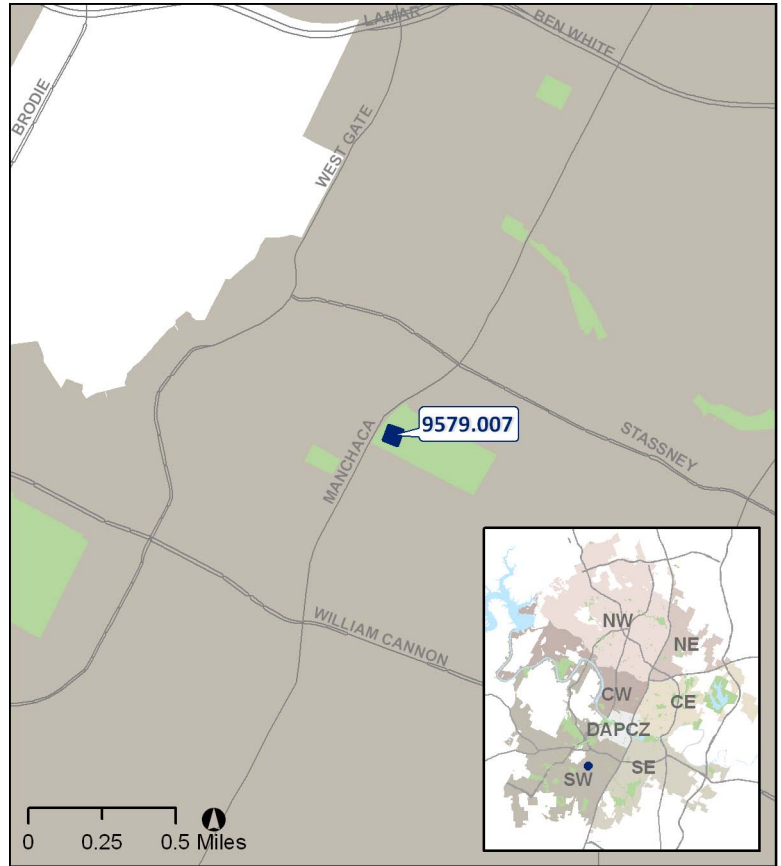 LAMAR
BEN WHITE
BRODIE
WEST GATE
9579.007
MANCHACA
STASSNEY
WILLIAM CANNON
NW
NE
CW
CE
DAPCZ
SW
SE
0 0.25 0.5 Miles